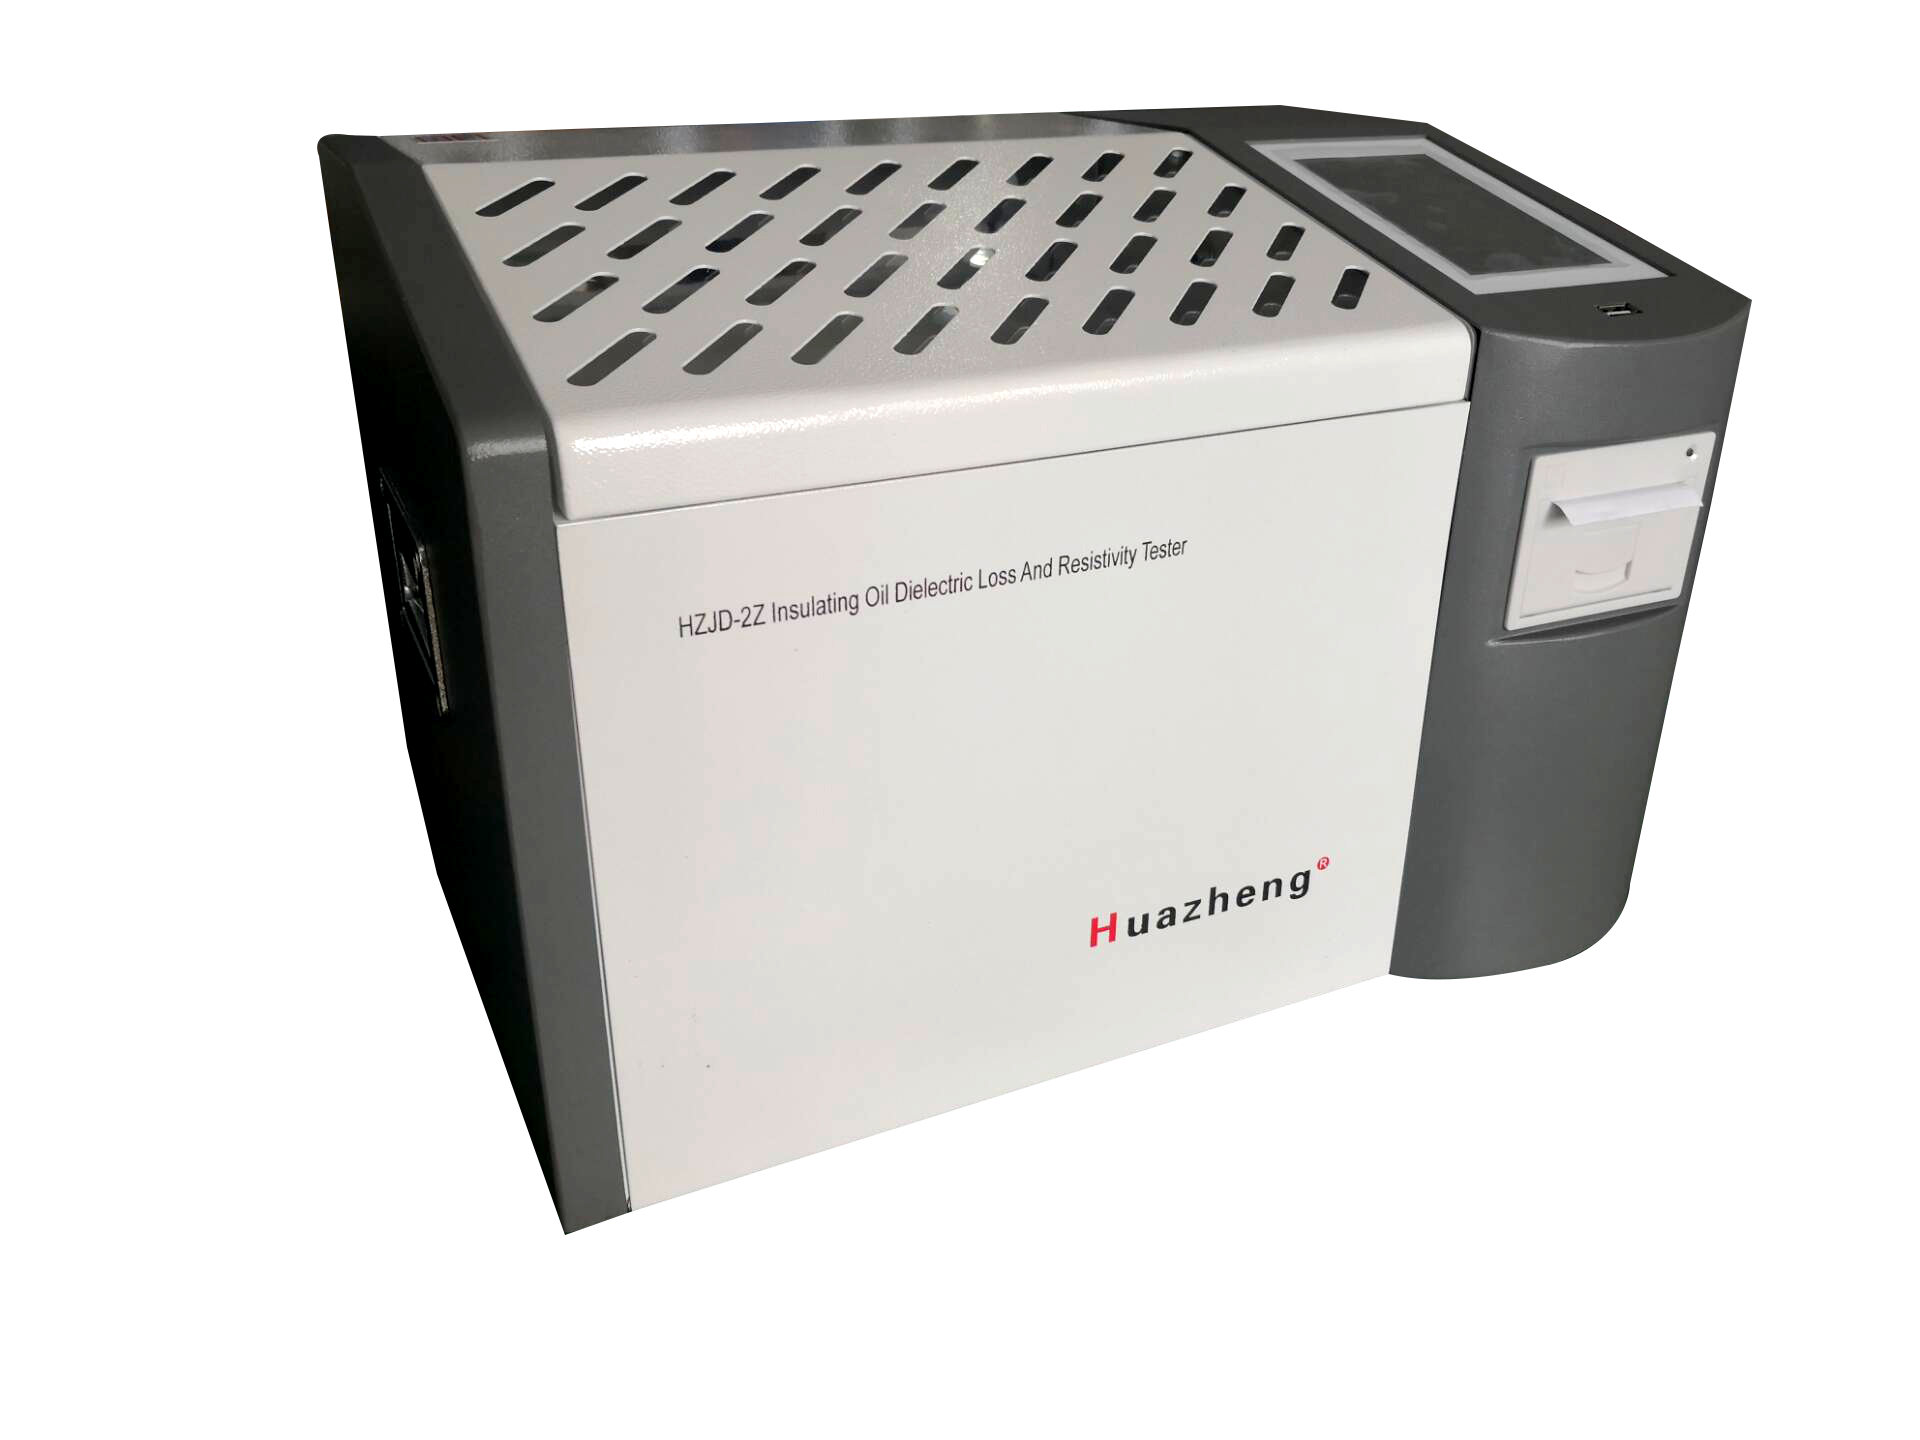 HZJD-2Z Insulating Oil Dielectric Loss And Resistivity Tester
Huazheng®